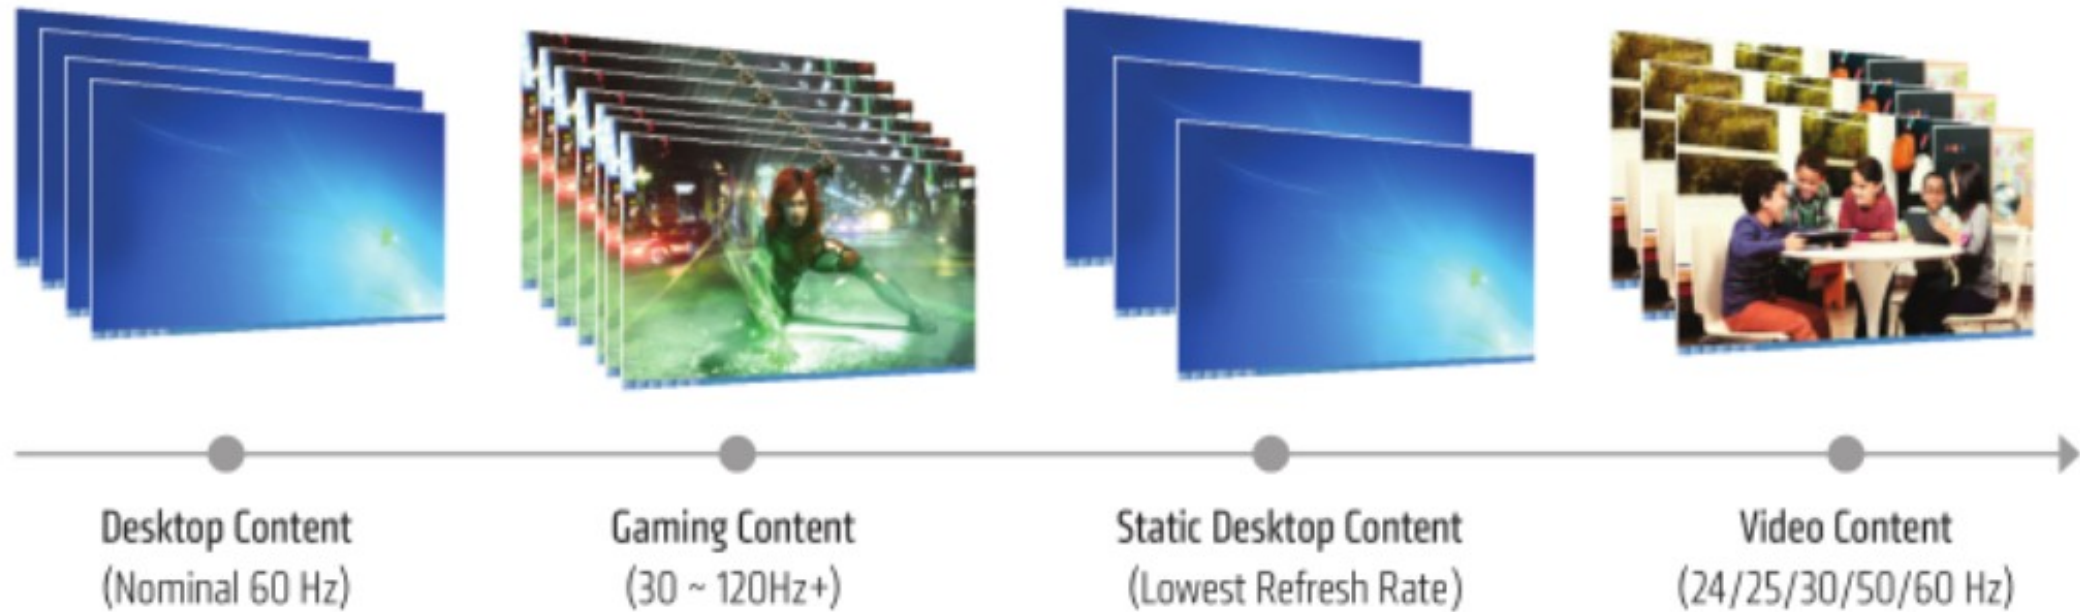 Desktop Content
(Nominal 60 Hz)
Gaming Content
(30 ~ 120Hz+)
Static Desktop Content
(Lowest Refresh Rate)
Video Content
(24/25/30/50/60 Hz)